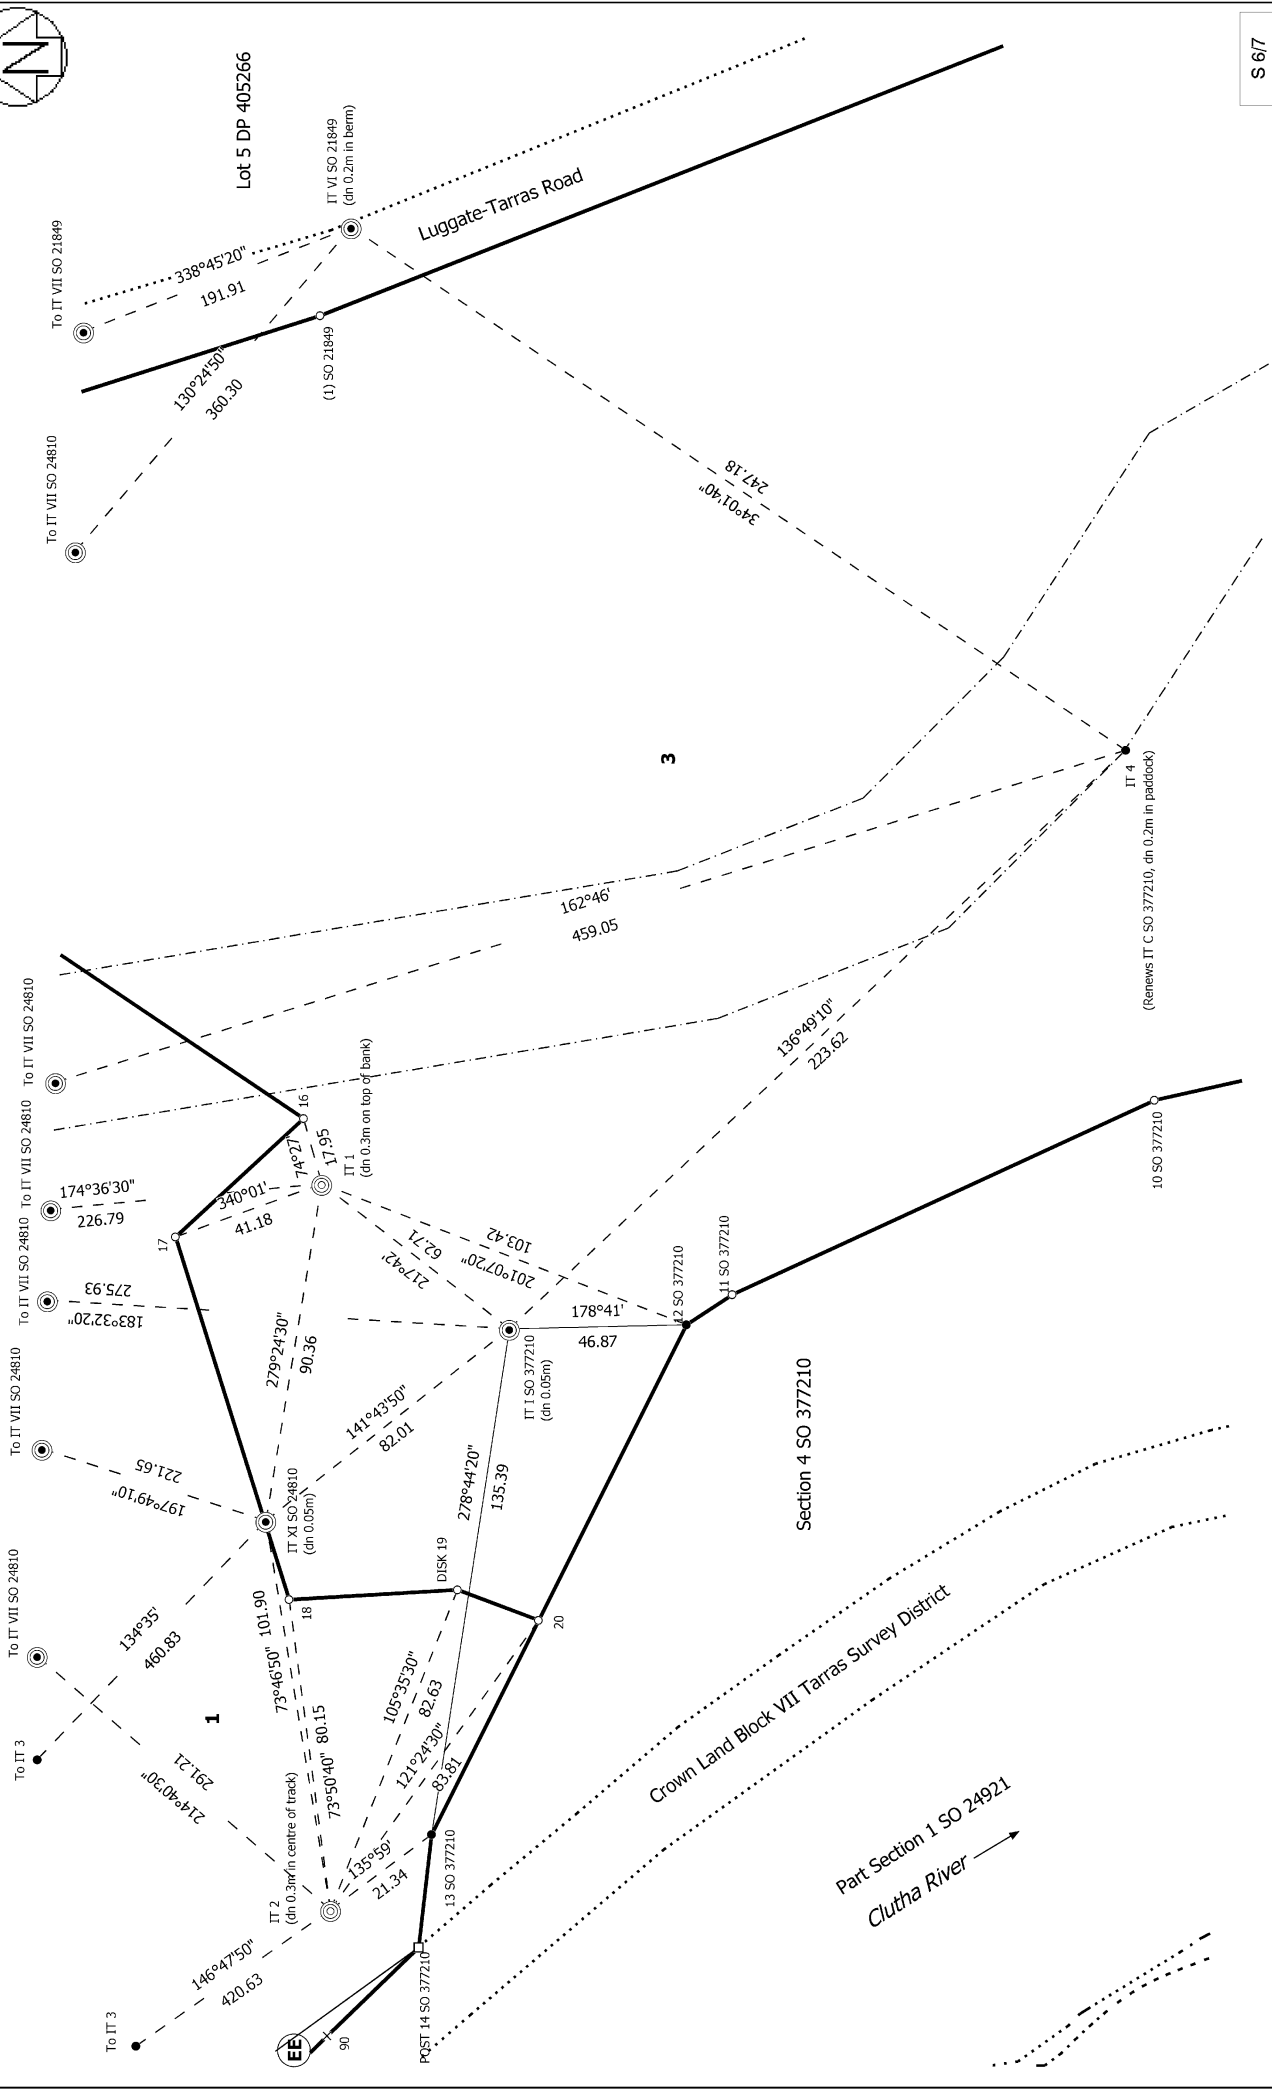 N
Lot 5 DP 405266
S 6/7
To IT VII SO 21849
338°45'20"
191.91
IT VI SO 21849
(dn 0.2m in berm)
Luggate-Tarras Road
(1) SO 21849
To IT VII SO 24810
130°24'50"
360.30
247.18
34°01'40"
3
IT 4
(Renews IT C SO 377210, dn 0.2m in paddock)
To IT VII SO 24810
162°46'
459.05
136°49'10"
223.62
To IT VII SO 24810
174°36'30"
226.79
16
74°27'
17.95
IT 1
(dn 0.3m on top of bank)
340°01'
41.18
17
To IT VII SO 24810
275.93
183°32'20"
62.71
217°42'
103.42
201°07'20"
279°24'30"
90.36
178°41'
46.87
12 SO 377210
11 SO 377210
10 SO 377210
IT I SO 377210
(dn 0.05m)
141°43'50"
82.01
To IT VII SO 24810
221.65
197°49'10"
IT XI SO 24810
(dn 0.05m)
278°44'20"
135.39
Section 4 SO 377210
To IT VII SO 24810
134°35'
460.83
To IT 3
18
DISK 19
20
73°46'50" 101.90
73°50'40" 80.15
105°35'30"
82.63
121°24'30"
83.81
1
291.21
214°40'30"
IT 2
(dn 0.3m in centre of track)
135°59'
21.34
13 SO 377210
146°47'50"
420.63
To IT 3
POST 14 SO 377210
EE
90
Crown Land Block VII Tarras Survey District
Part Section 1 SO 24921
Clutha River